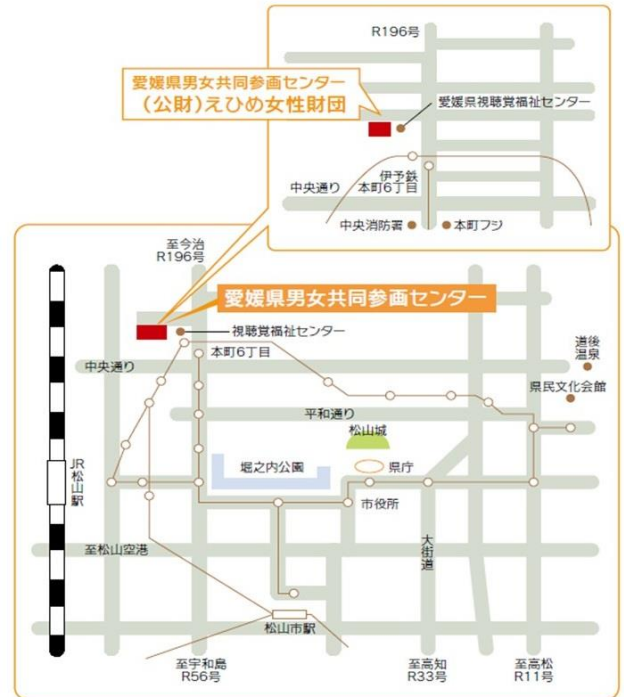 R196号
愛媛県男女共同参画センター
（公財）えひめ女性財団
愛媛県視聴覚福祉センター
伊予鉄
本町6丁目
中央通り
中央消防署
本町フジ
至今治
R196号
愛媛県男女共同参画センター
視聴覚福祉センター
本町6丁目
中央通り
道後
温泉
県民文化会館
平和通り
松山城
堀之内公園
県庁
JR松山駅
市役所
至松山空港
大街道
松山市駅
至宇和島
R56号
至高知
R33号
至高松
R11号